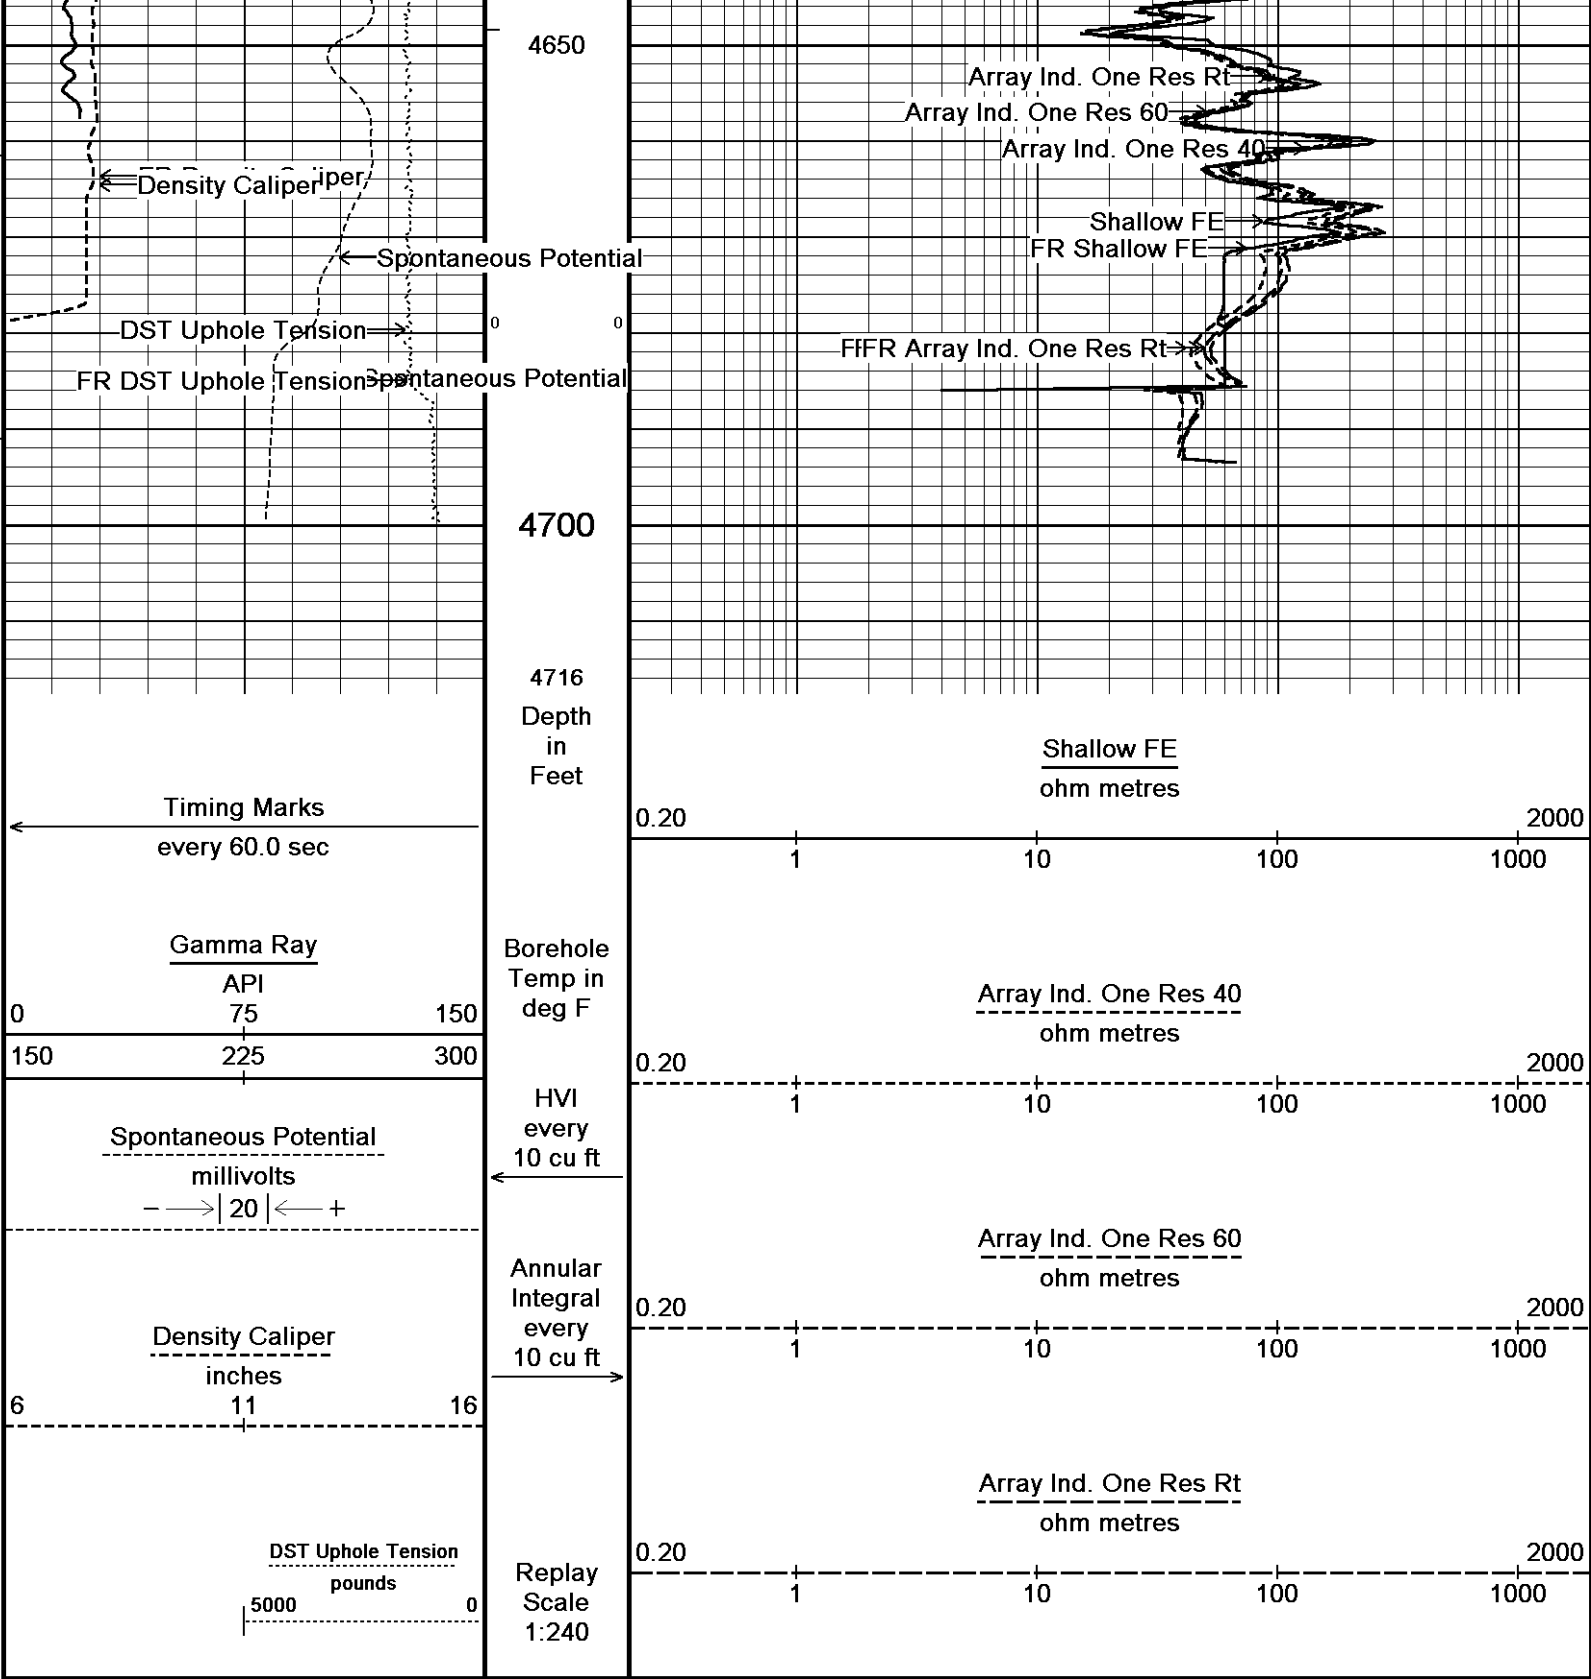 4650
Array Ind. One Res Rt
Array Ind. One Res 60
Array Ind. One Res 40
Density Caliper
Shallow FE
FR Shallow FE
Spontaneous Potential
0 0
DST Uphole Tension
FR Array Ind. One Res Rt
FR DST Uphole Tension
Spontaneous Potential
4700
4716
Depth
in
Feet
Timing Marks
every 60.0 sec
Gamma Ray
API
0 75 150
150 225 300
Spontaneous Potential
millivolts
− 20 +
Density Caliper
inches
6 11 16
DST Uphole Tension
pounds
5000 0
Borehole
Temp in
deg F
HVI
every
10 cu ft
Annular
Integral
every
10 cu ft
Replay
Scale
1:240
Shallow FE
ohm metres
0.20 2000
1 10 100 1000
Array Ind. One Res 40
ohm metres
0.20 2000
1 10 100 1000
Array Ind. One Res 60
ohm metres
0.20 2000
1 10 100 1000
Array Ind. One Res Rt
ohm metres
0.20 2000
1 10 100 1000